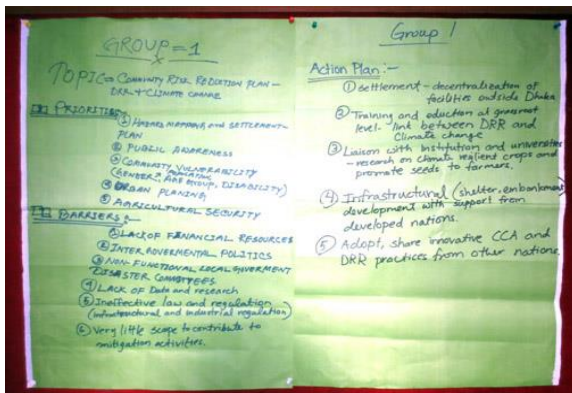 GROUP = 1
TOPIC = COMMUNITY RISK REDUCTION PLAN -
DRR & CLIMATE CHANGE
PRIORITIES:-
① HAZARD MAPPING AND SETTLEMENT-
PLAN
② PUBLIC AWARENESS
③ COMMUNITY VULNERABILITY
(GENDER, AGE GROUP, DISABILITY)
④ URBAN PLANING
⑤ AGRICULTURAL SECURITY
BARRIERS:-
① LACK OF FINANCIAL RESOURCES
② INTER GOVERMENTAL POLITICS
③ NON-FUNCTIONAL LOCAL GOVERMENT
DISASTER COMMITEES
④ LACK OF Data and research
⑤ Ineffective law and regulation
(infrastructural and industrial regulation)
⑥ Very little scope to contribute to
mitigation activities.
Group 1
Action Plan:-
① Settlement - decentralization of
facilities outside Dhaka
② Training and eduction at grassroot
level. - link between DRR and
Climate change
③ Liaison with Institution and universities
- research on climate resilient crops and
promote seeds to farmers.
④ Infrastructural (shelter, embankment
development with support from
developed nations.
⑤ Adopt, share innovative CCA and
DRR practices from other nations.